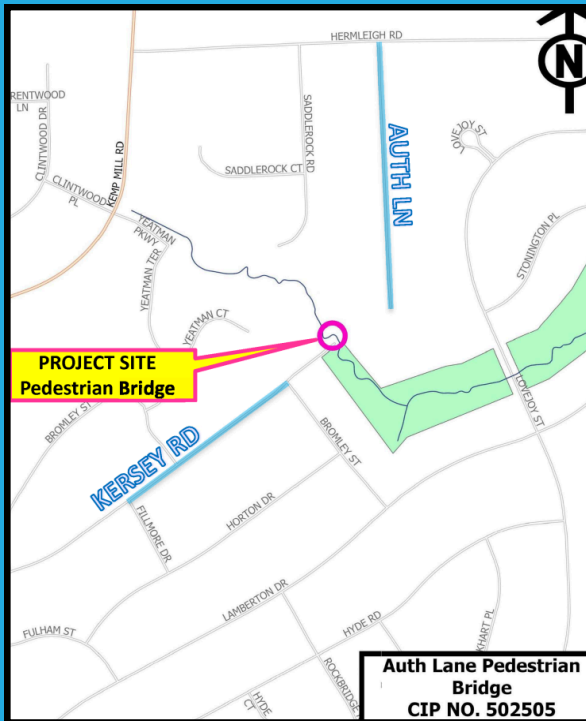 HERMLEIGH RD
N
RENTWOOD
LN
CLINTWOOD DR
KEMP MILL RD
SADDLEROCK RD
AUTH LN
LOVEJOY ST
SADDLEROCK CT
CLINTWOOD
PL
YEATMAN
PKWY
STONINGTON PL
YEATMAN TER
YEATMAN CT
PROJECT SITE
Pedestrian Bridge
LOVEJOY ST
BROMLEY ST
BROMLEY ST
KERSEY RD
HORTON DR
FILLMORE DR
LAMBERTON DR
HYDE RD
FULHAM ST
KHART PL
ROCKBRIDGE
HYDE
CT
Auth Lane Pedestrian
Bridge
CIP NO. 502505